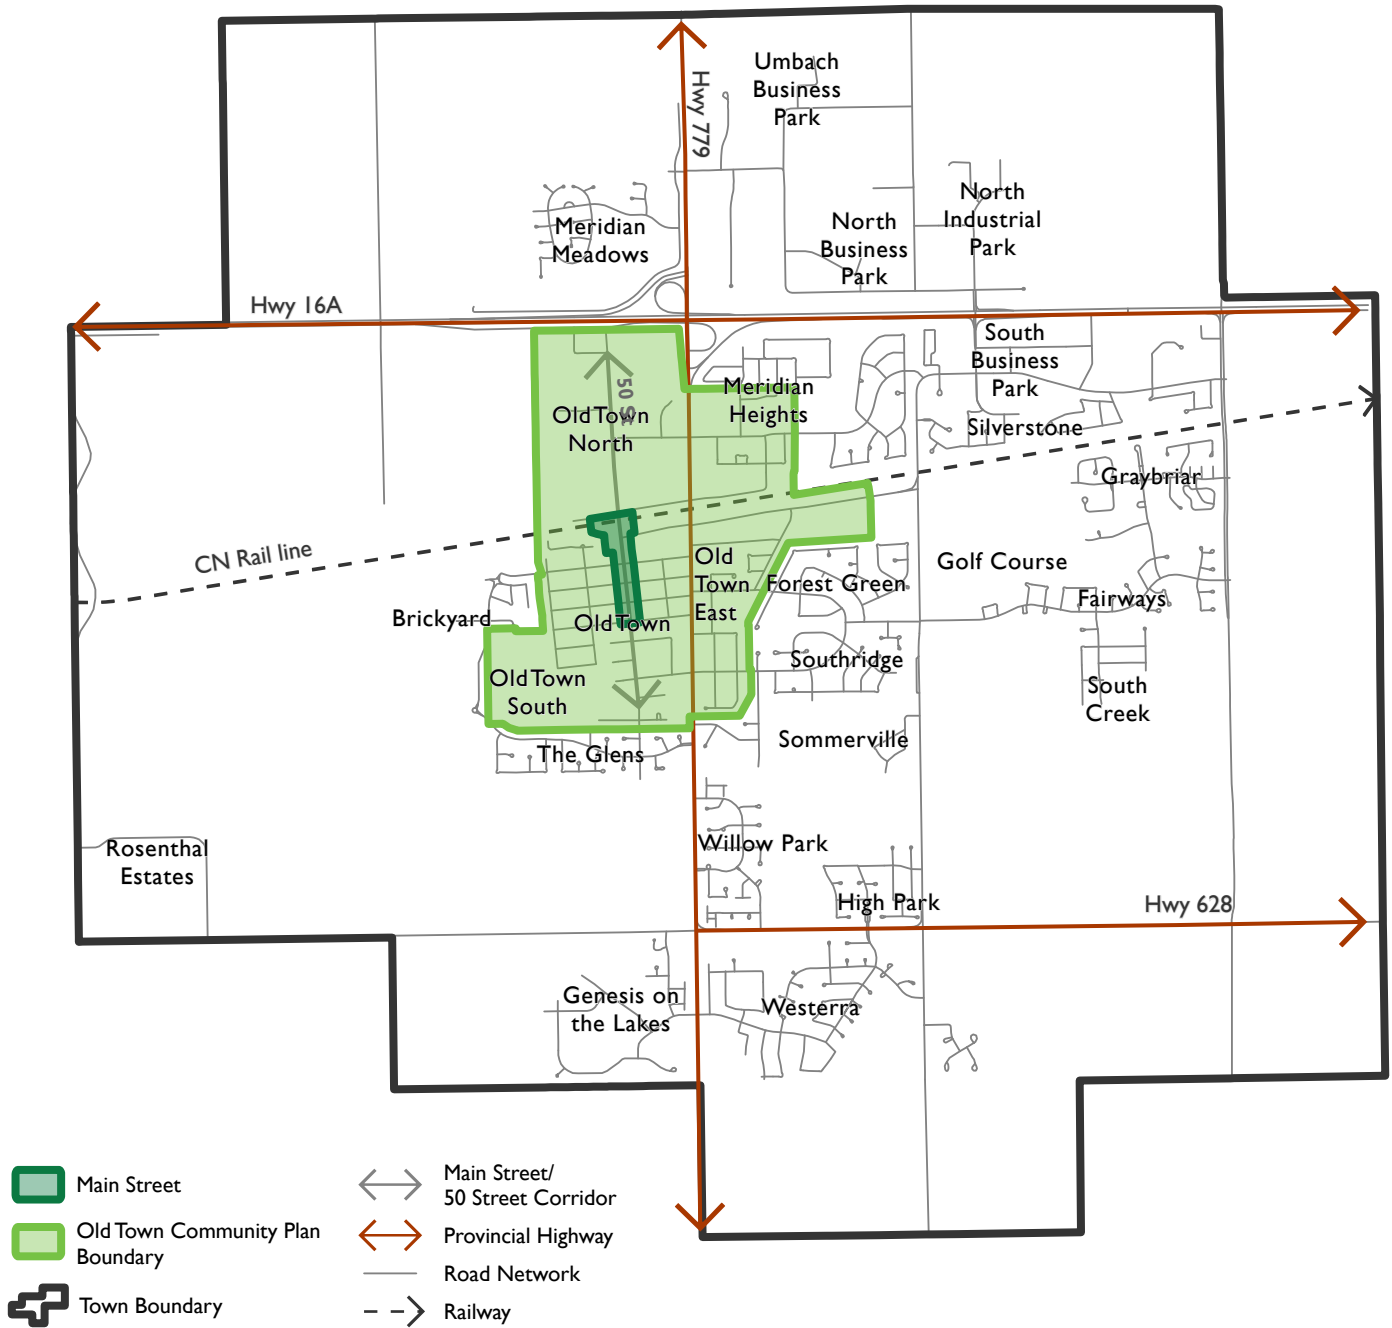 Umbach
Business
Park
Hwy 779
North
Industrial
Park
Meridian
Meadows
North
Business
Park
Hwy 16A
South
Business
Park
50 St
Meridian
Heights
Old Town
North
Silverstone
Graybriar
CN Rail line
Old
Town
East
Golf Course
Forest Green
Fairways
Brickyard
Old Town
Southridge
Old Town
South
South
Creek
Sommerville
The Glens
Willow Park
Rosenthal
Estates
High Park
Hwy 628
Genesis on
the Lakes
Westerra
Main Street
Old Town Community Plan
Boundary
Town Boundary
Main Street/
50 Street Corridor
Provincial Highway
Road Network
Railway